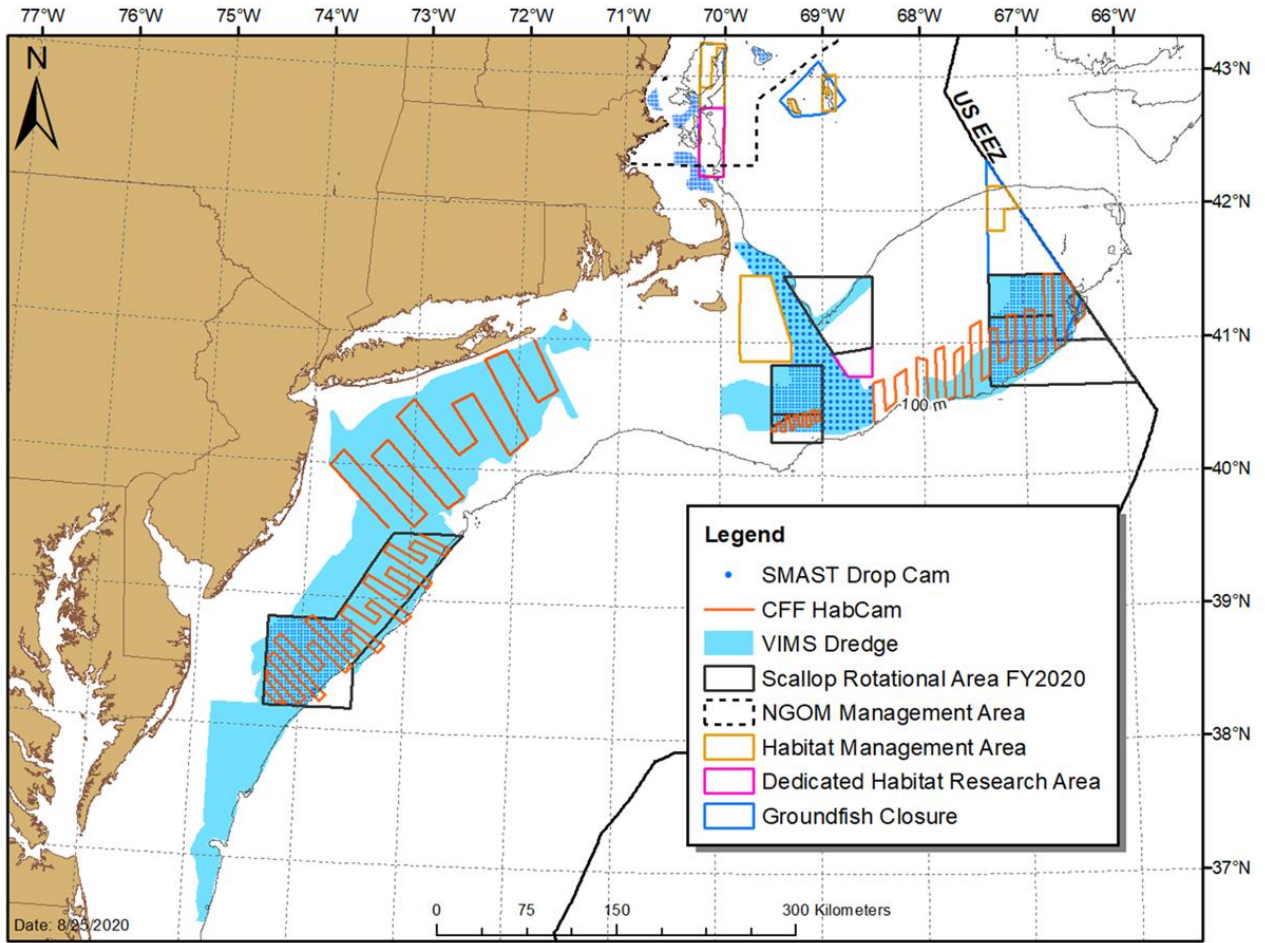 77°W 76°W 75°W 74°W 73°W 72°W 71°W 70°W 69°W 68°W 67°W 66°W
N
43°N
US EEZ
42°N
41°N
-100 m
40°N
Legend
SMAST Drop Cam
CFF HabCam
39°N
VIMS Dredge
Scallop Rotational Area FY2020
NGOM Management Area
38°N
Habitat Management Area
Dedicated Habitat Research Area
Groundfish Closure
37°N
0 75 150 300 Kilometers
Date: 8/25/2020